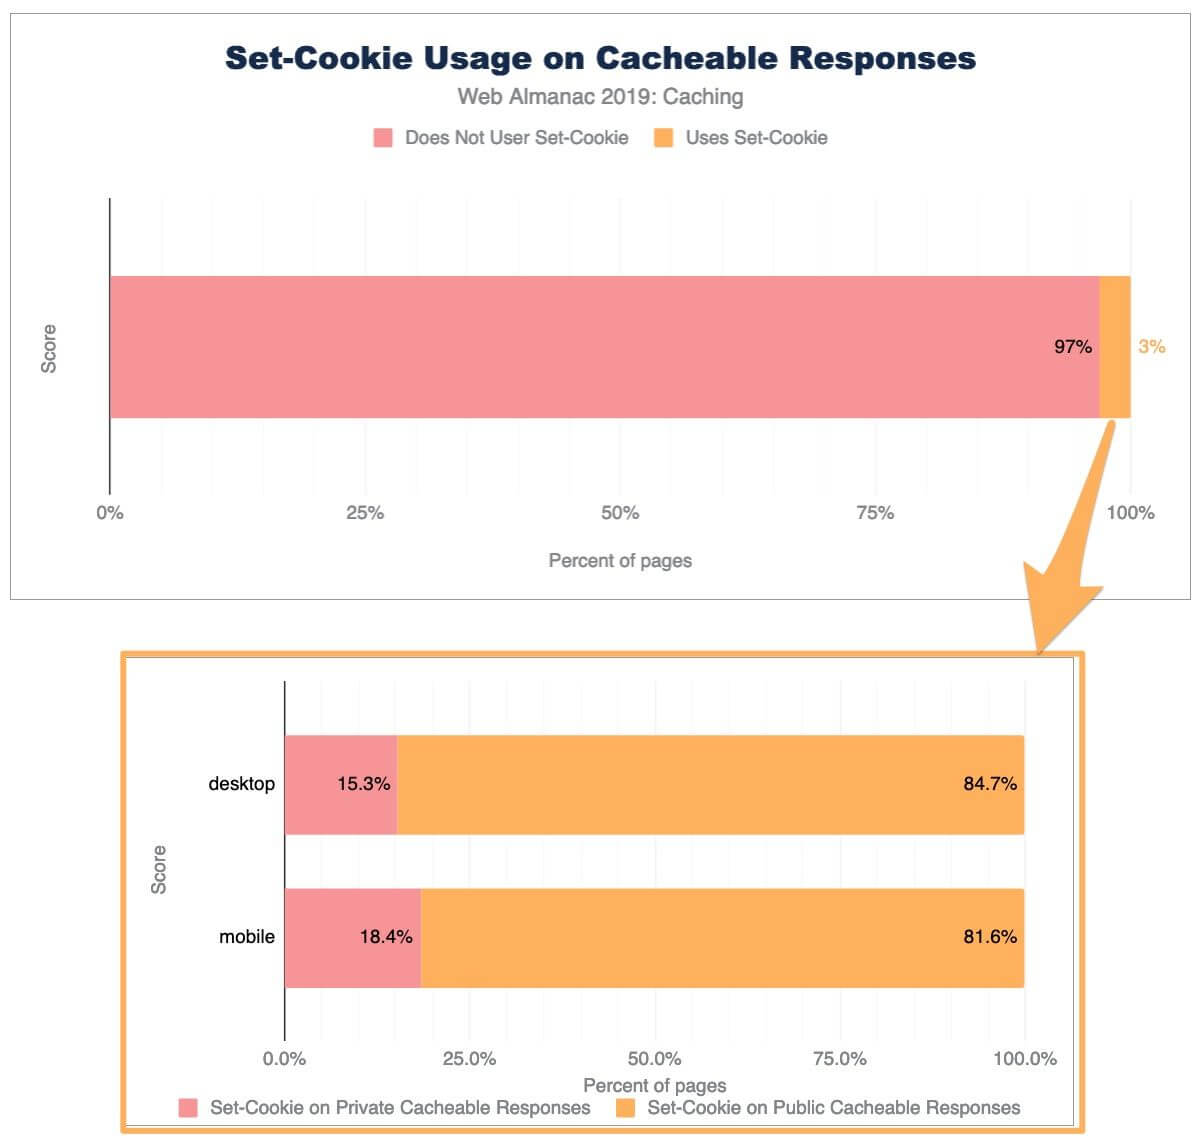 Set-Cookie Usage on Cacheable Responses
Web Almanac 2019: Caching
Does Not User Set-Cookie Uses Set-Cookie
Score
97% 3%
0% 25% 50% 75% 100%
Percent of pages
Score
desktop 15.3% 84.7%
mobile 18.4% 81.6%
0.0% 25.0% 50.0% 75.0% 100.0%
Percent of pages
Set-Cookie on Private Cacheable Responses Set-Cookie on Public Cacheable Responses